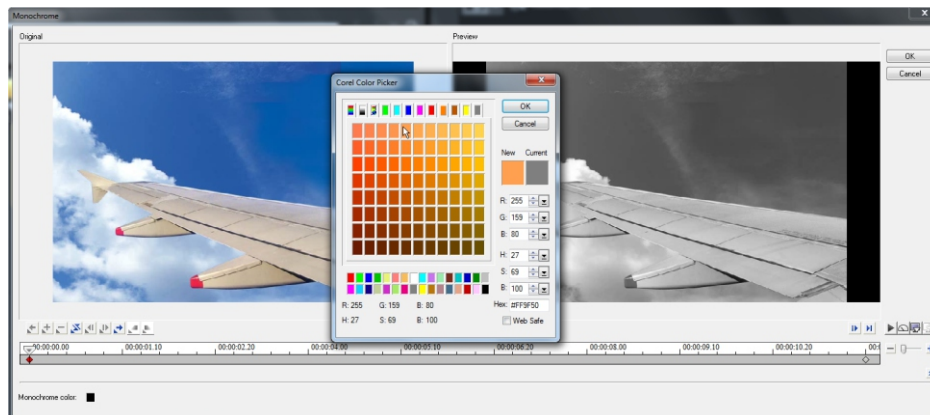 Monochrome
Original
Preview
OK
Cancel
Corel Color Picker
OK
Cancel
New Current
R: 255
G: 159
B: 80
H: 27
S: 69
B: 100
Hex: #FF9F50
Web Safe
R: 255 G: 159 B: 80
H: 27 S: 69 B: 100
00:00:00.00 00:00:01.10 00:00:02.20 00:00:04.00 00:00:05.10 00:00:06.20 00:00:08.00 00:00:09.10 00:00:10.20
Monochrome color: